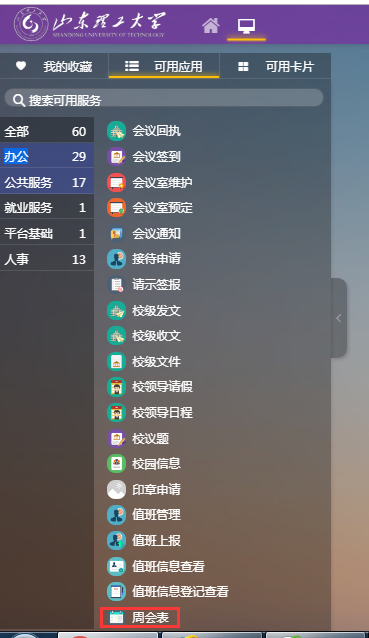 山东理工大学
SHANDONG UNIVERSITY OF TECHNOLOGY
我的收藏 可用应用 可用卡片
搜索可用服务
全部 60
办公 29
公共服务 17
就业服务 1
平台基础 1
人事 13
会议回执
会议签到
会议室维护
会议室预定
会议通知
接待申请
请示签报
校级发文
校级收文
校级文件
校领导请假
校领导日程
校议题
校园信息
印章申请
值班管理
值班上报
值班信息查看
值班信息登记查看
周会表